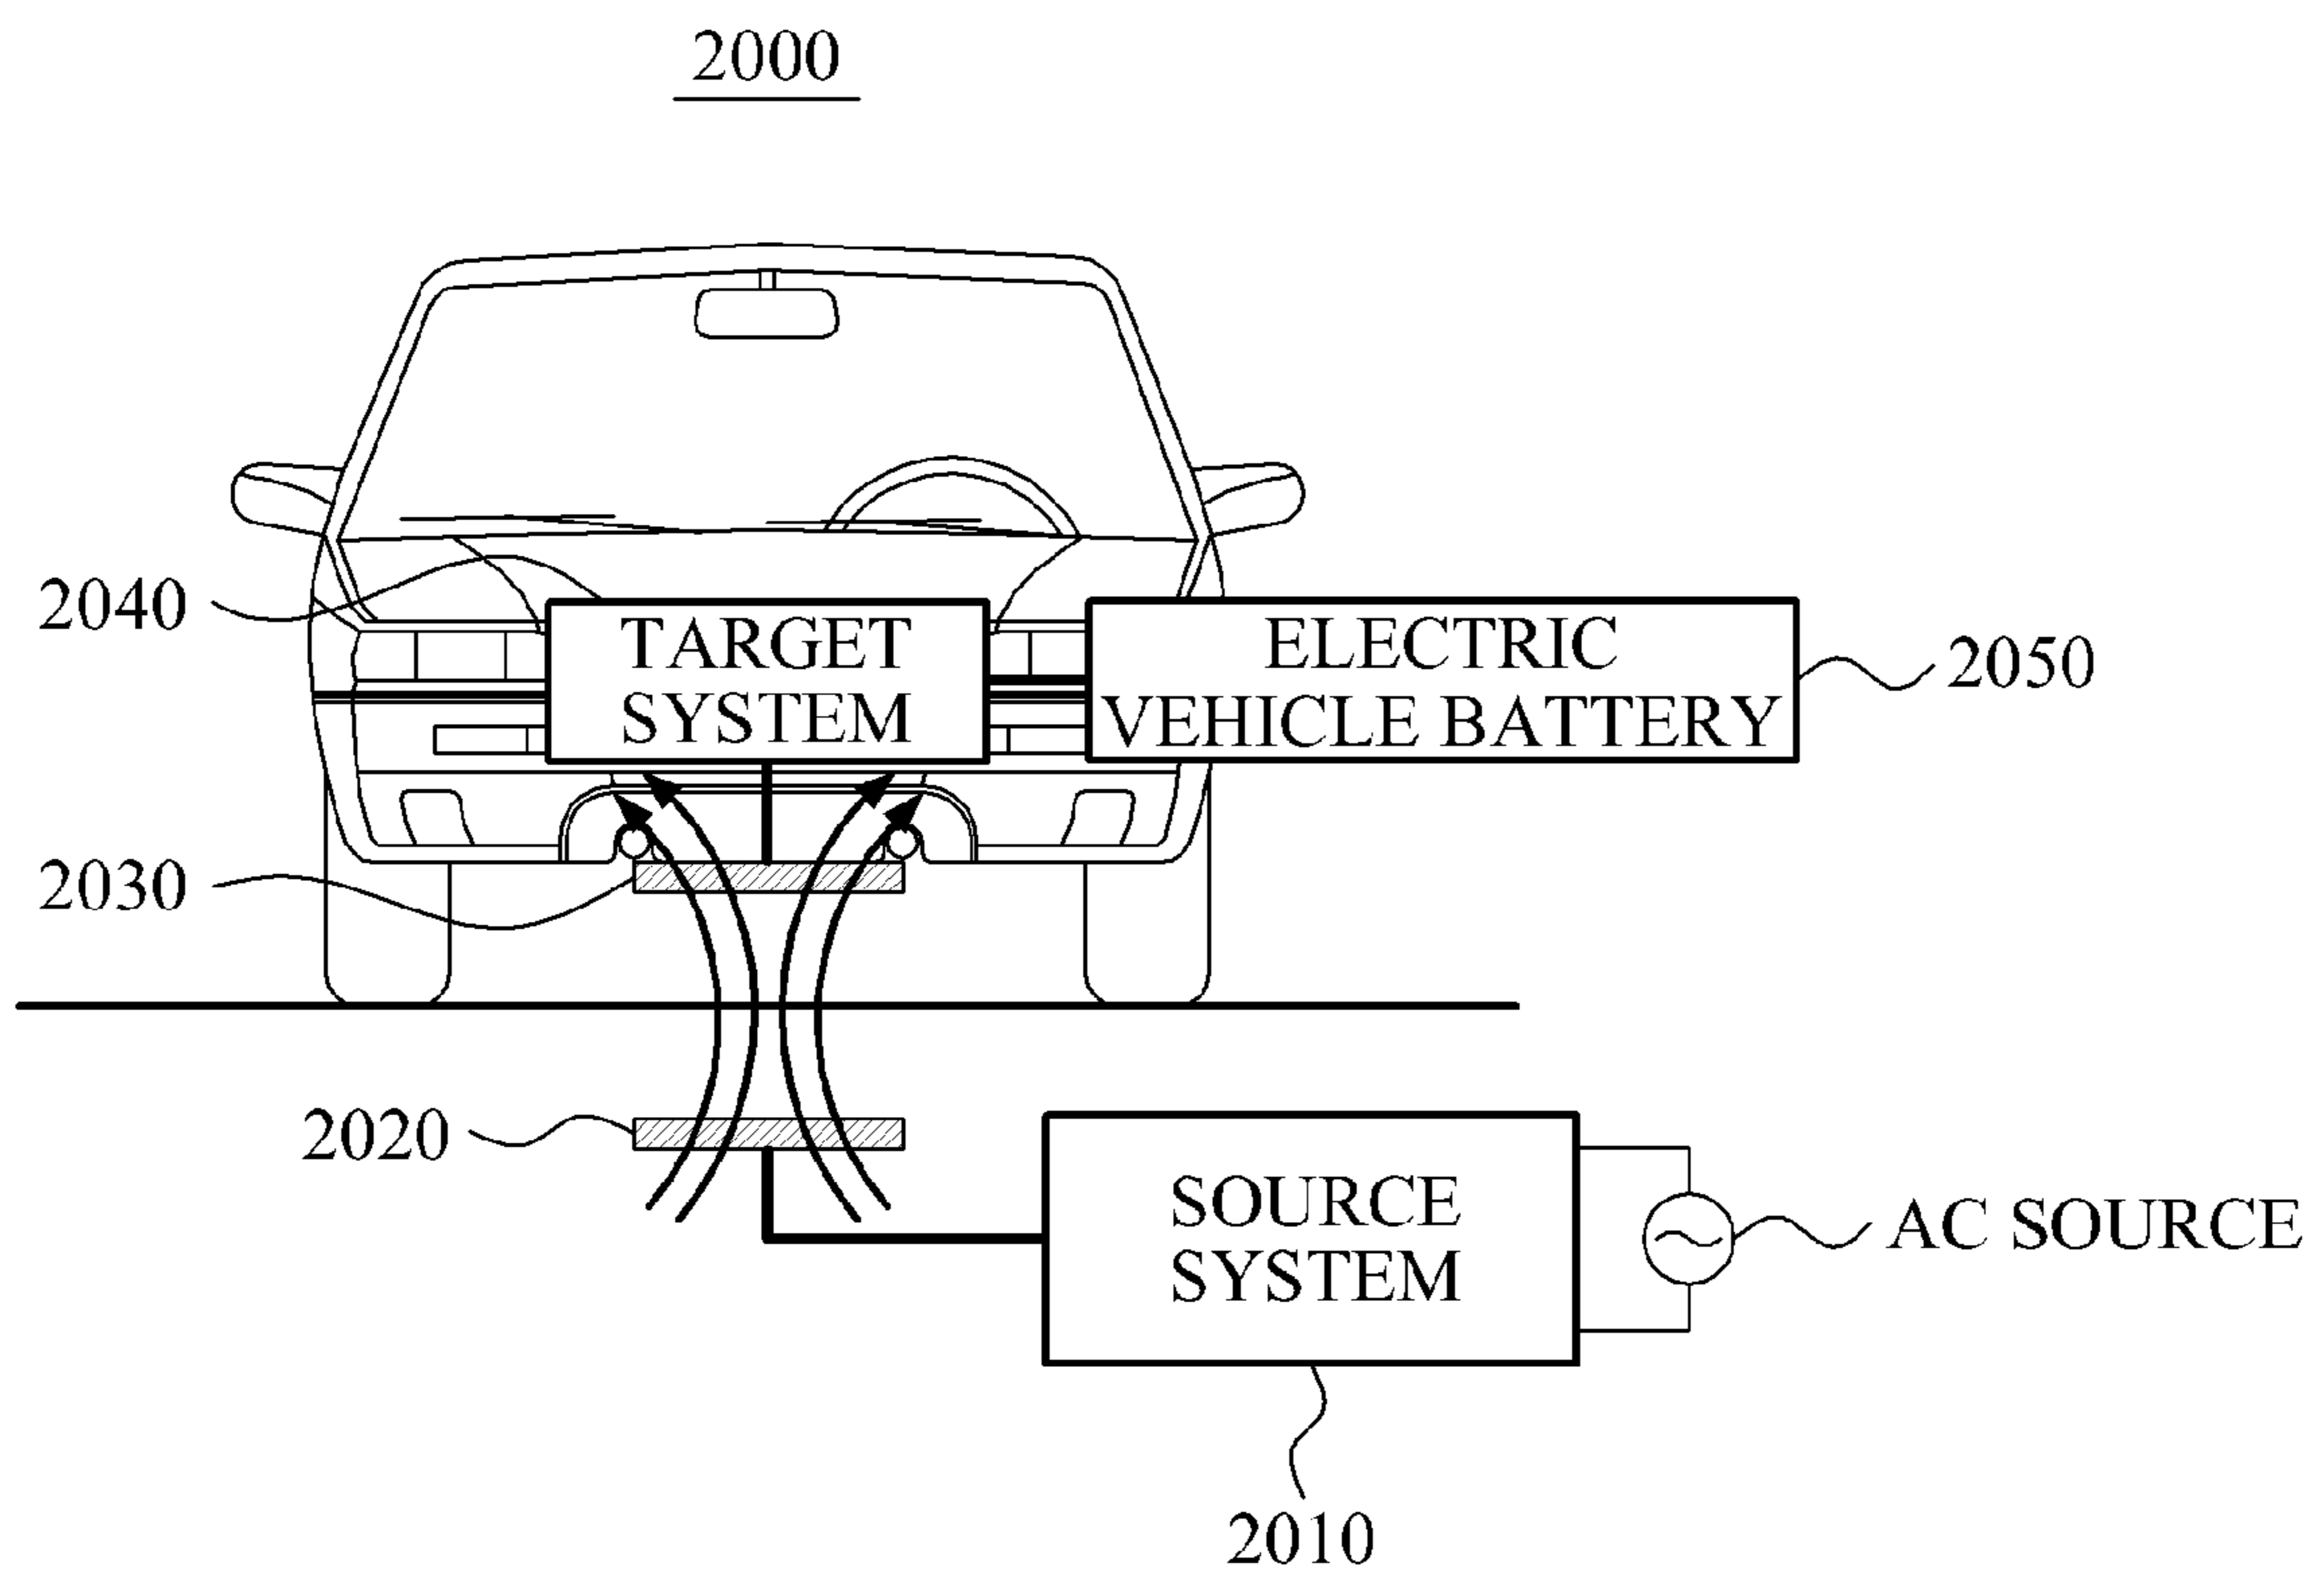 2000
2040
TARGET
SYSTEM
ELECTRIC
VEHICLE BATTERY
2050
2030
2020
SOURCE
SYSTEM
AC SOURCE
2010